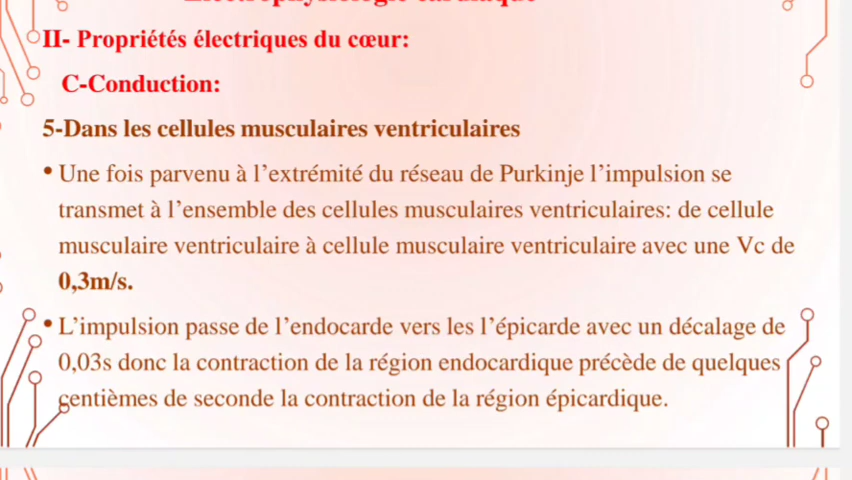 Electrophysiologie cardiaque
II- Propriétés électriques du cœur:
C-Conduction:
5-Dans les cellules musculaires ventriculaires
• Une fois parvenu à l’extrémité du réseau de Purkinje l’impulsion se
transmet à l’ensemble des cellules musculaires ventriculaires: de cellule
musculaire ventriculaire à cellule musculaire ventriculaire avec une Vc de
0,3m/s.
• L’impulsion passe de l’endocarde vers les l’épicarde avec un décalage de
0,03s donc la contraction de la région endocardique précède de quelques
centièmes de seconde la contraction de la région épicardique.